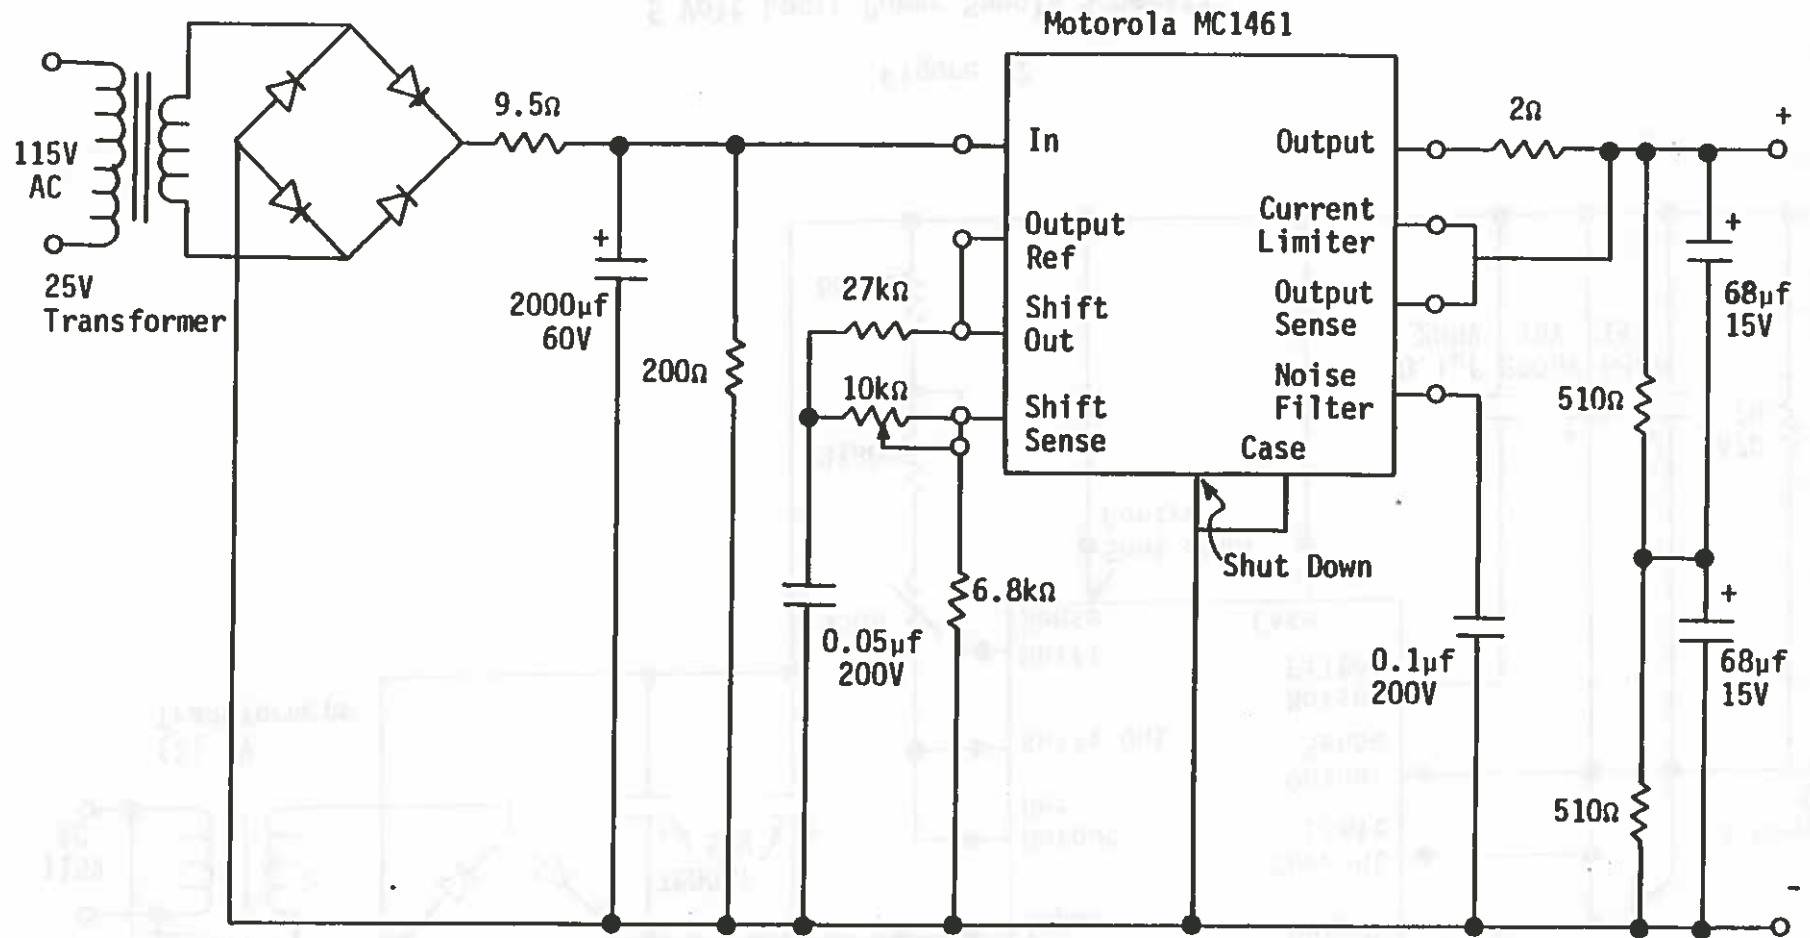 Motorola MC1461
115V
AC
25V
Transformer
9.5Ω
+
2000µf
60V
200Ω
27kΩ
10kΩ
0.05µf
200V
6.8kΩ
In
Output
Ref
Shift
Out
Shift
Sense
Output
Current
Limiter
Output
Sense
Noise
Filter
Case
Shut Down
2Ω
+
+
68µf
15V
510Ω
0.1µf
200V
+
68µf
15V
510Ω
-